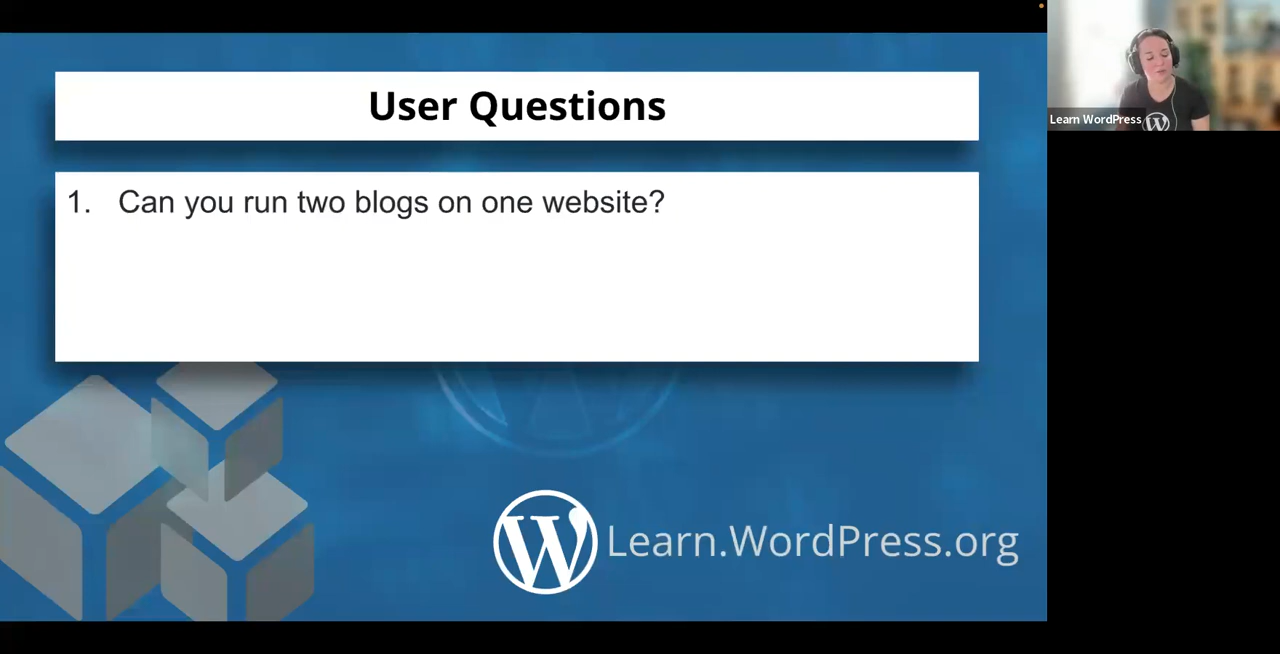 User Questions
1. Can you run two blogs on one website?
Learn.WordPress.org
Learn WordPress